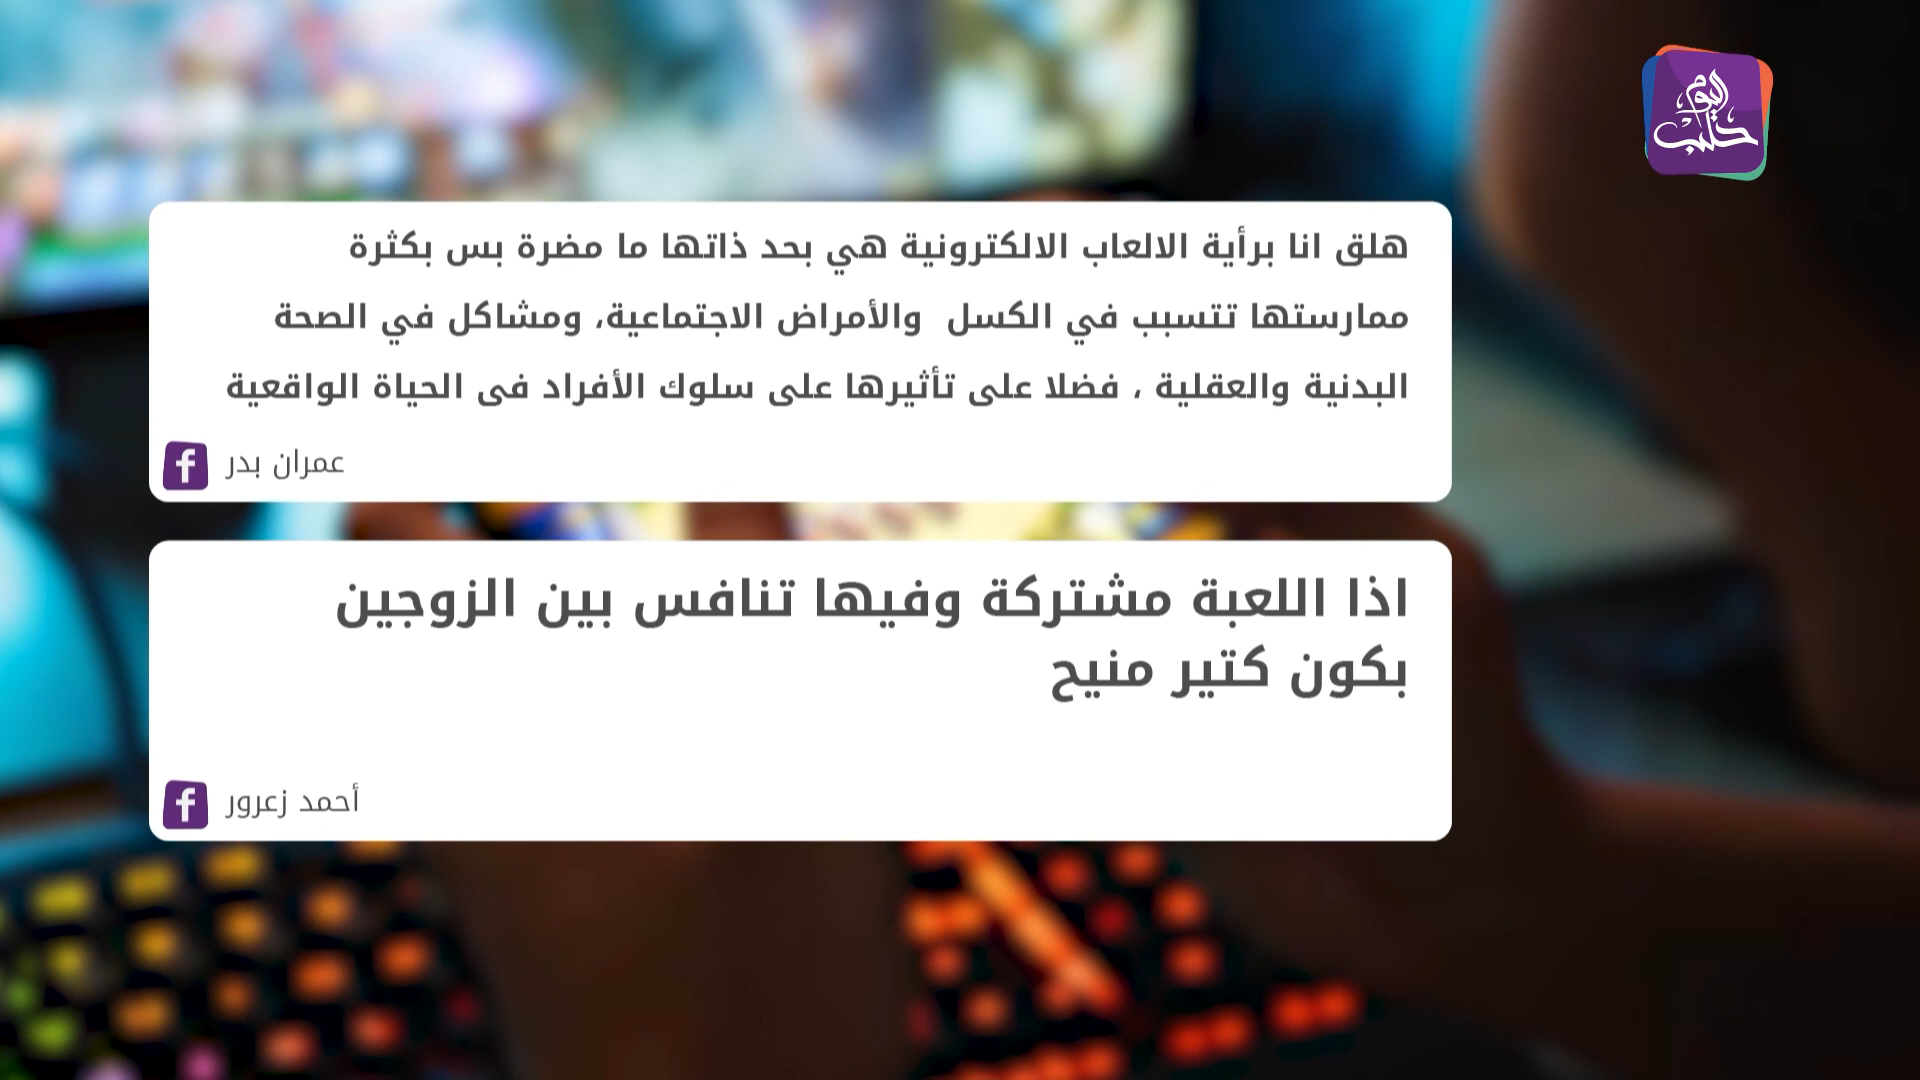 حلب اليوم
هلق انا برأية الالعاب الالكترونية هي بحد ذاتها ما مضرة بس بكثرة
ممارستها تتسبب في الكسل  والأمراض الاجتماعية، ومشاكل في الصحة
البدنية والعقلية ، فضلا على تأثيرها على سلوك الأفراد فى الحياة الواقعية
عمران بدر
اذا اللعبة مشتركة وفيها تنافس بين الزوجين
بكون كتير منيح
أحمد زعرور